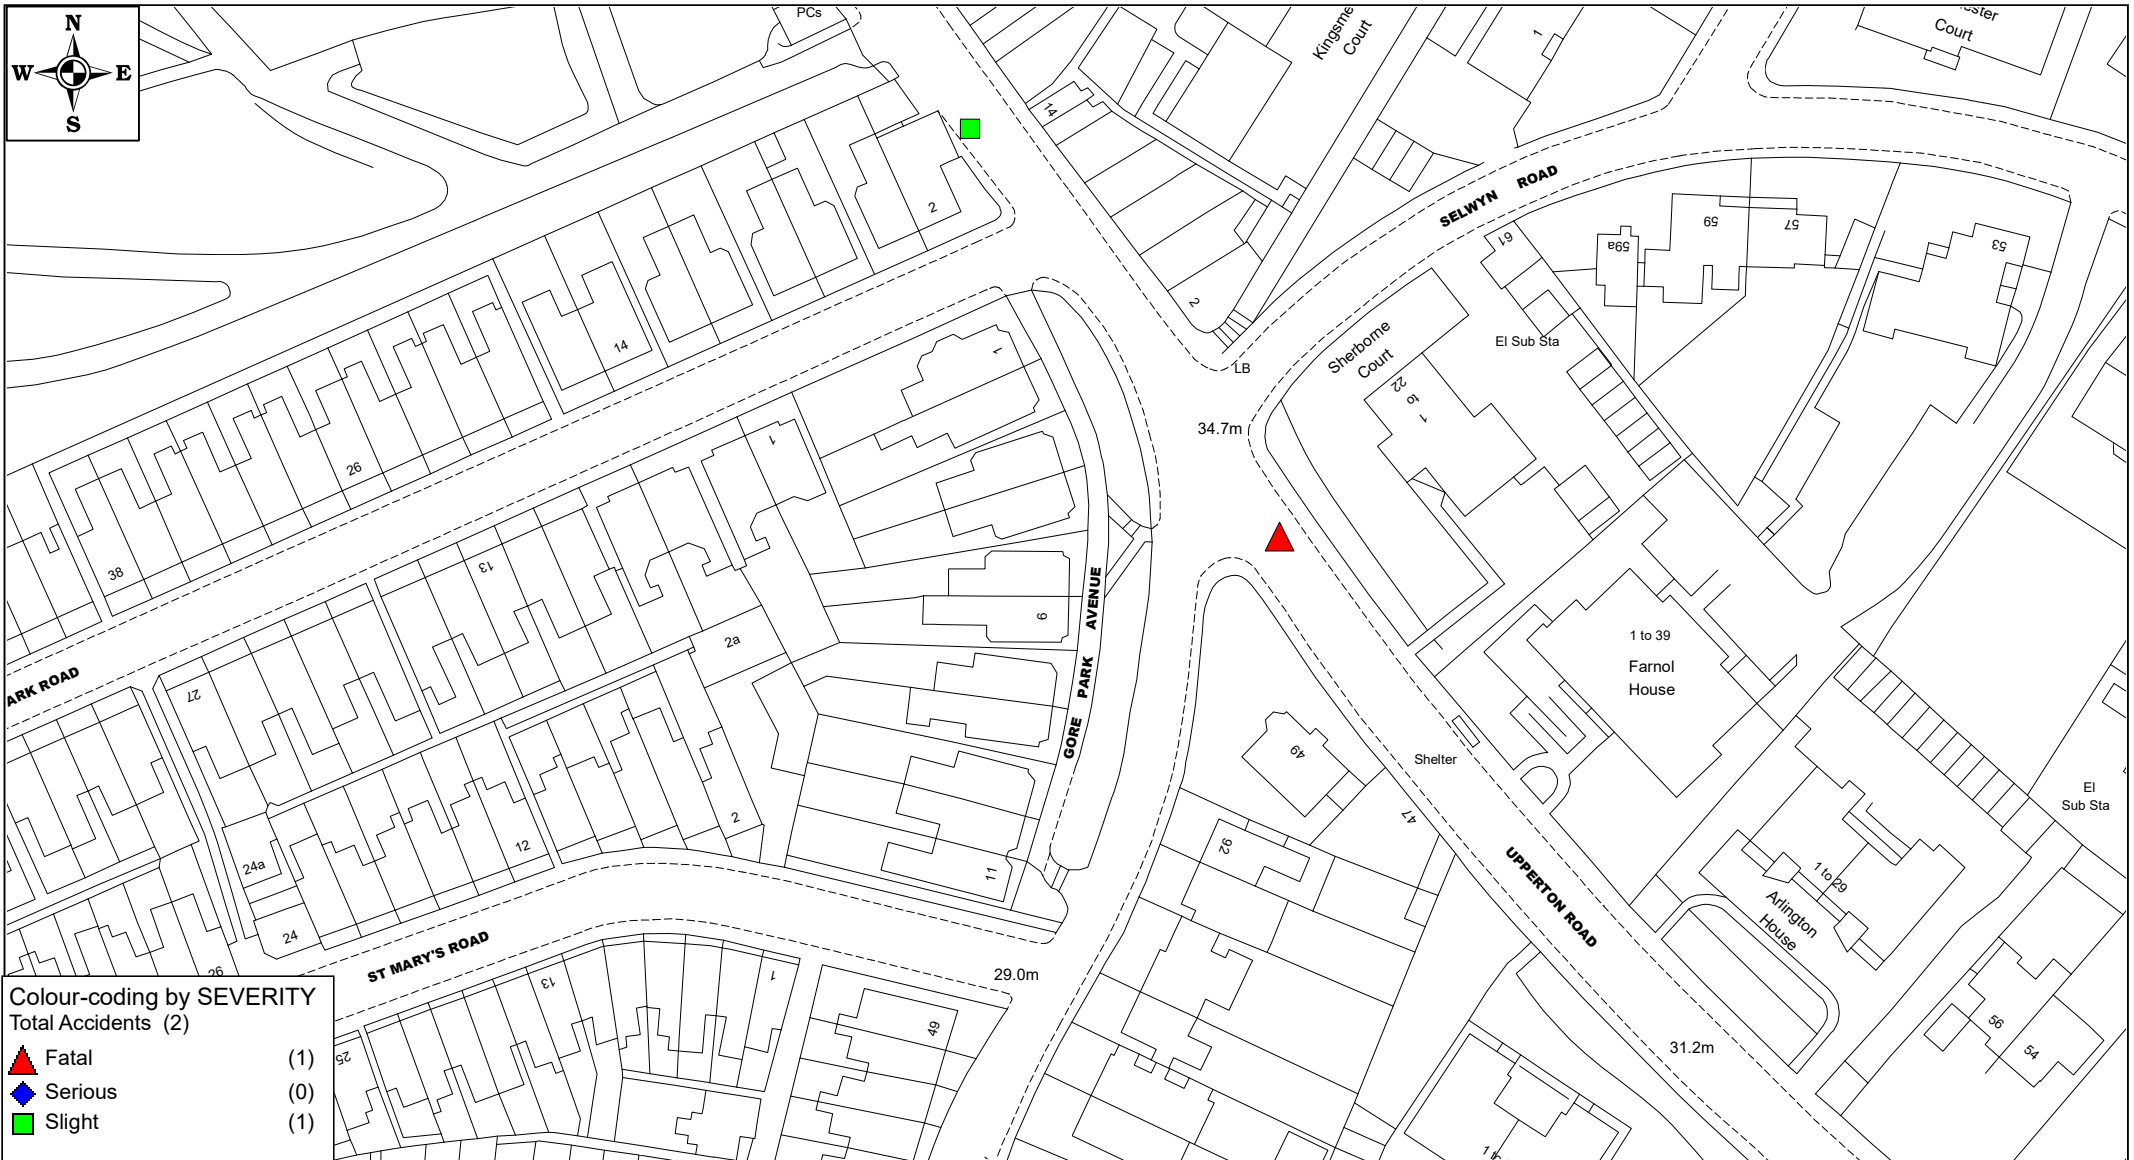 N
W E
S
PCs
Kingsme
Court
1
ester
Court
14
SELWYN ROAD
2
2
61
59a
59
57
53
14
Sherborne
Court
El Sub Sta
LB
1
22
to
1
34.7m
26
1
13
38
GORE PARK AVENUE
9
2a
1 to 39
Farnol
House
ARK ROAD
27
49
Shelter
47
El
Sub Sta
2
12
24a
92
11
UPPERTON ROAD
1 to 29
Arlington
House
24
ST MARY'S ROAD
26
29.0m
13
1
49
56
54
31.2m
25
Colour-coding by SEVERITY
Total Accidents (2)
Fatal (1)
Serious (0)
Slight (1)